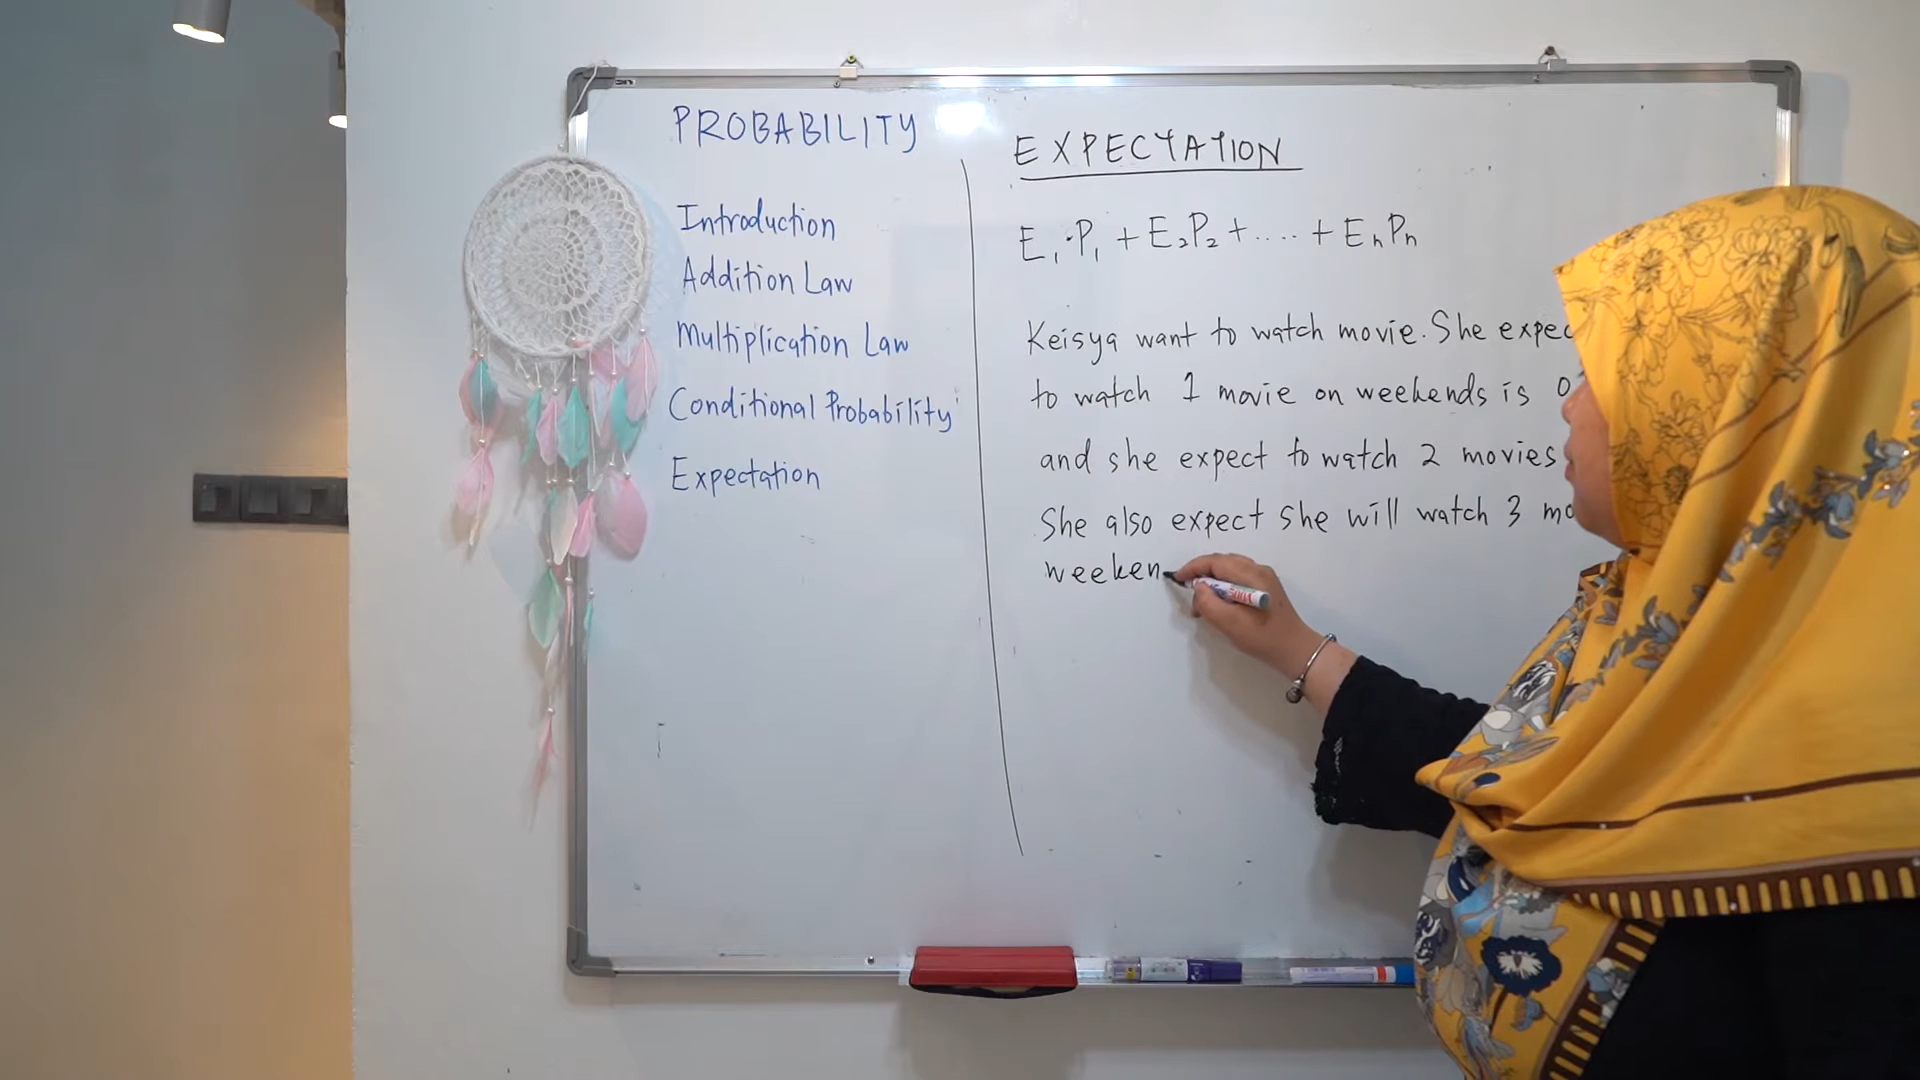 PROBABILITY
Introduction
Addition Law
Multiplication Law
Conditional Probability
Expectation
EXPECTATION
E₁·P₁ + E₂P₂ + .... + EₙPₙ
Keisya want to watch movie. She expec
to watch 1 movie on weekends is 0
and she expect to watch 2 movies
She also expect she will watch 3 mo
weeken